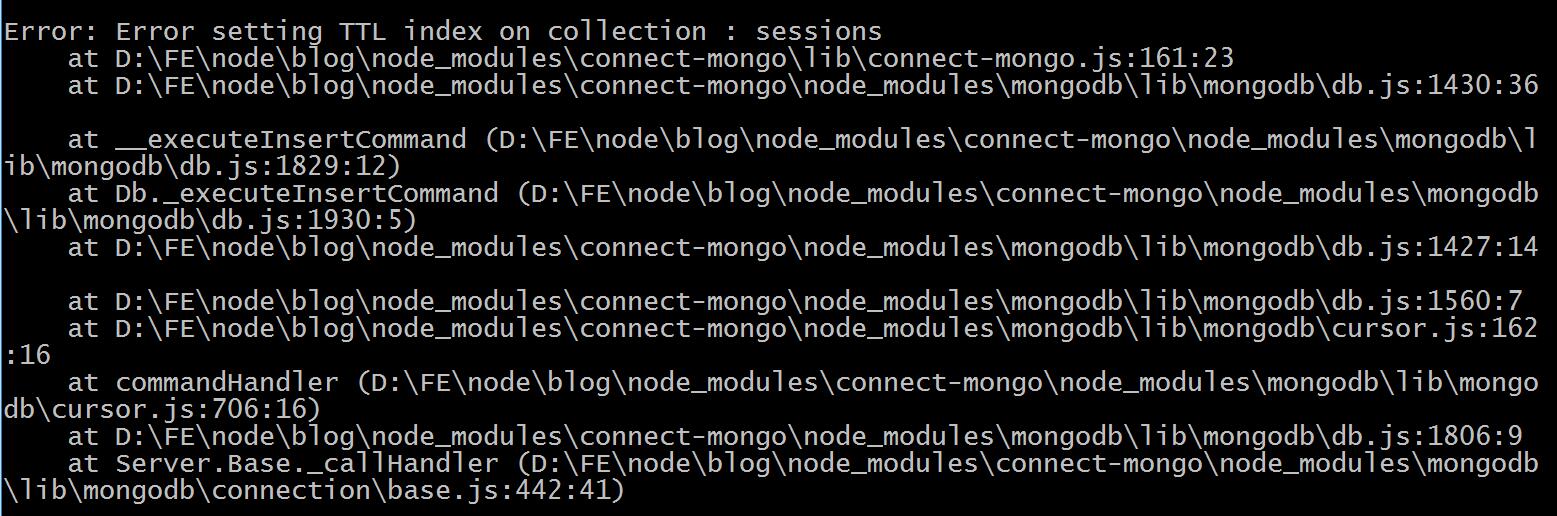 Error: Error setting TTL index on collection : sessions
    at D:\FE\node\blog\node_modules\connect-mongo\lib\connect-mongo.js:161:23
    at D:\FE\node\blog\node_modules\connect-mongo\node_modules\mongodb\lib\mongodb\db.js:1430:36
    at __executeInsertCommand (D:\FE\node\blog\node_modules\connect-mongo\node_modules\mongodb\l
ib\mongodb\db.js:1829:12)
    at Db._executeInsertCommand (D:\FE\node\blog\node_modules\connect-mongo\node_modules\mongodb
\lib\mongodb\db.js:1930:5)
    at D:\FE\node\blog\node_modules\connect-mongo\node_modules\mongodb\lib\mongodb\db.js:1427:14
    at D:\FE\node\blog\node_modules\connect-mongo\node_modules\mongodb\lib\mongodb\db.js:1560:7
    at D:\FE\node\blog\node_modules\connect-mongo\node_modules\mongodb\lib\mongodb\cursor.js:162
:16
    at commandHandler (D:\FE\node\blog\node_modules\connect-mongo\node_modules\mongodb\lib\mongo
db\cursor.js:706:16)
    at D:\FE\node\blog\node_modules\connect-mongo\node_modules\mongodb\lib\mongodb\db.js:1806:9
    at Server.Base._callHandler (D:\FE\node\blog\node_modules\connect-mongo\node_modules\mongodb
\lib\mongodb\connection\base.js:442:41)